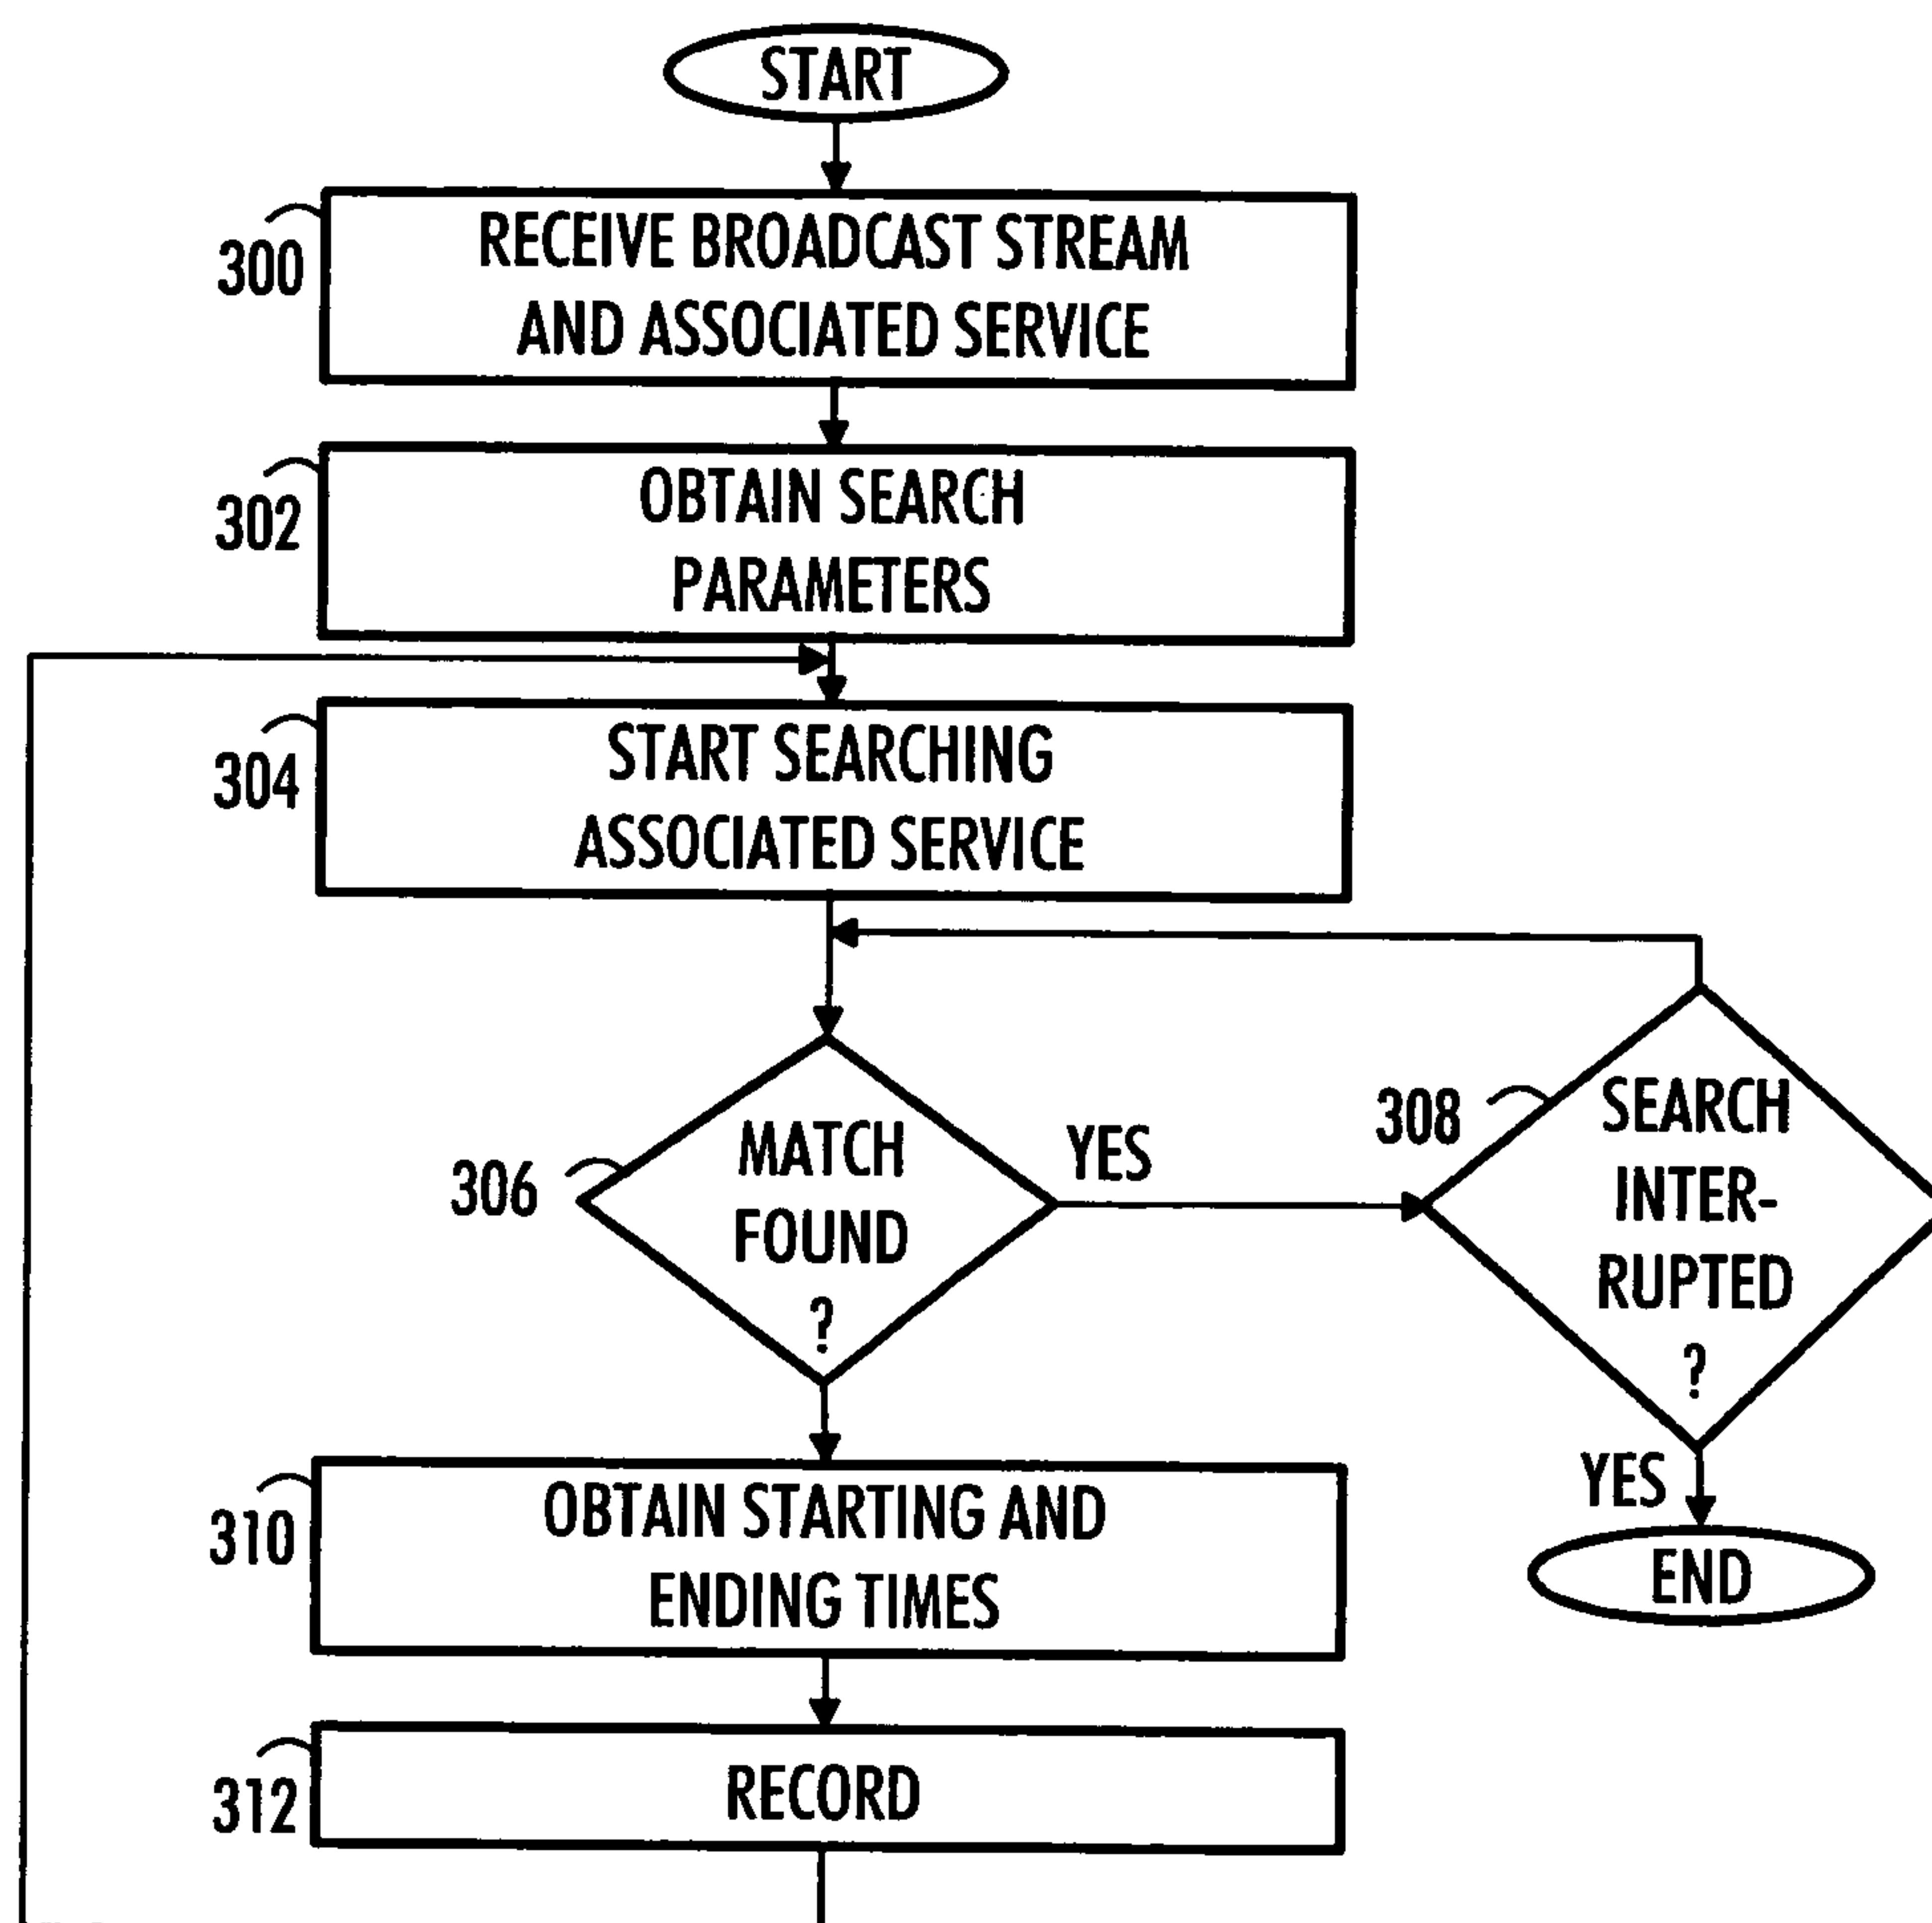 START
300
RECEIVE BROADCAST STREAM
AND ASSOCIATED SERVICE
302
OBTAIN SEARCH
PARAMETERS
304
START SEARCHING
ASSOCIATED SERVICE
306
MATCH
FOUND
?
YES
308
SEARCH
INTER-
RUPTED
?
YES
END
310
OBTAIN STARTING AND
ENDING TIMES
312
RECORD